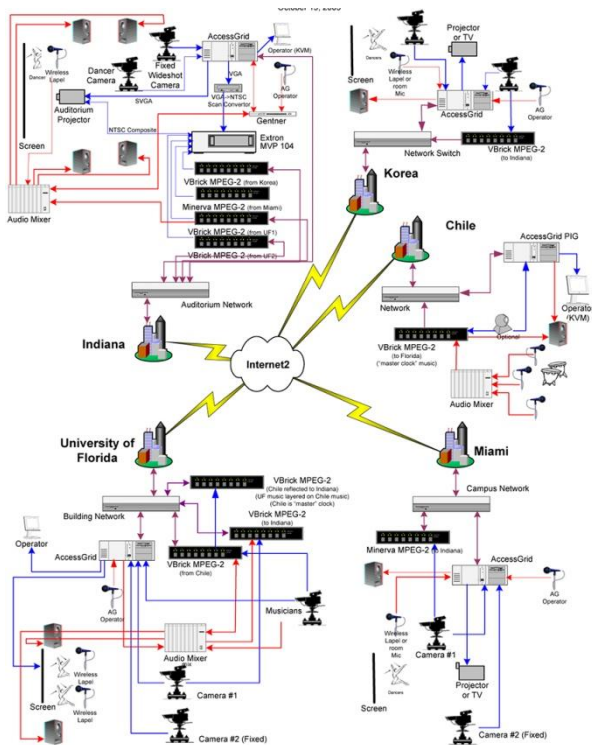 AccessGrid
Operator (KVM)
Dancer
Wireless
Lapel
Dancer
Camera
Fixed
Wideshot
Camera
VGA
VGA->NTSC
Scan Convertor
AG
Operator
SVGA
Screen
Auditorium
Projector
NTSC Composite
Gentner
Extron
MVP 104
VBrick MPEG-2 (from Korea)
Minerva MPEG-2 (from Miami)
VBrick MPEG-2 (from UF1)
VBrick MPEG-2 (from UF2)
Audio Mixer
Auditorium Network
Indiana
Projector
or TV
Screen
Wireless
Lapel or room
Mic
AccessGrid
AG
Operator
VBrick MPEG-2
(to Indiana)
Network Switch
Korea
Chile
AccessGrid PIG
Operato
(KVM)
Network
Optional
VBrick MPEG-2
(to Florida)
("master clock" music)
Audio Mixer
Internet2
University of
Florida
VBrick MPEG-2
(Chile reflected to Indiana)
(UF music layered on Chile music)
(Chile is "master" clock)
Building Network
VBrick MPEG-2
(to Indiana)
Operator
AccessGrid
VBrick MPEG-2
(from Chile)
AG
Operator
Musicians
Audio Mixer
Wireless
Lapel
Screen
Wireless
Lapel
Camera #1
Camera #2 (Fixed)
Miami
Campus Network
Minerva MPEG-2 (to Indiana)
AccessGrid
AG
Operator
Wireless
Lapel or
room
Mic
Camera #1
Screen
Dancers
Projector
or TV
Camera #2 (Fixed)